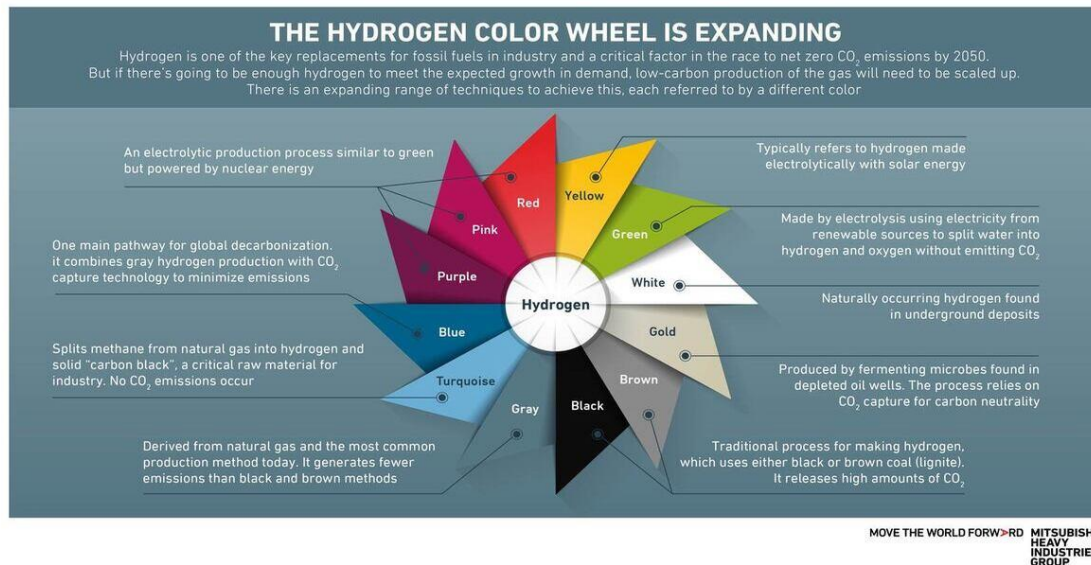 THE HYDROGEN COLOR WHEEL IS EXPANDING
Hydrogen is one of the key replacements for fossil fuels in industry and a critical factor in the race to net zero CO₂ emissions by 2050.
But if there's going to be enough hydrogen to meet the expected growth in demand, low-carbon production of the gas will need to be scaled up.
There is an expanding range of techniques to achieve this, each referred to by a different color
An electrolytic production process similar to green
but powered by nuclear energy
One main pathway for global decarbonization.
it combines gray hydrogen production with CO₂
capture technology to minimize emissions
Splits methane from natural gas into hydrogen and
solid "carbon black", a critical raw material for
industry. No CO₂ emissions occur
Derived from natural gas and the most common
production method today. It generates fewer
emissions than black and brown methods
Red
Yellow
Pink
Green
Purple
White
Hydrogen
Blue
Gold
Turquoise
Brown
Gray
Black
Typically refers to hydrogen made
electrolytically with solar energy
Made by electrolysis using electricity from
renewable sources to split water into
hydrogen and oxygen without emitting CO₂
Naturally occurring hydrogen found
in underground deposits
Produced by fermenting microbes found in
depleted oil wells. The process relies on
CO₂ capture for carbon neutrality
Traditional process for making hydrogen,
which uses either black or brown coal (lignite).
It releases high amounts of CO₂
MOVE THE WORLD FORWARD
MITSUBISH
HEAVY
INDUSTRIE
GROUP